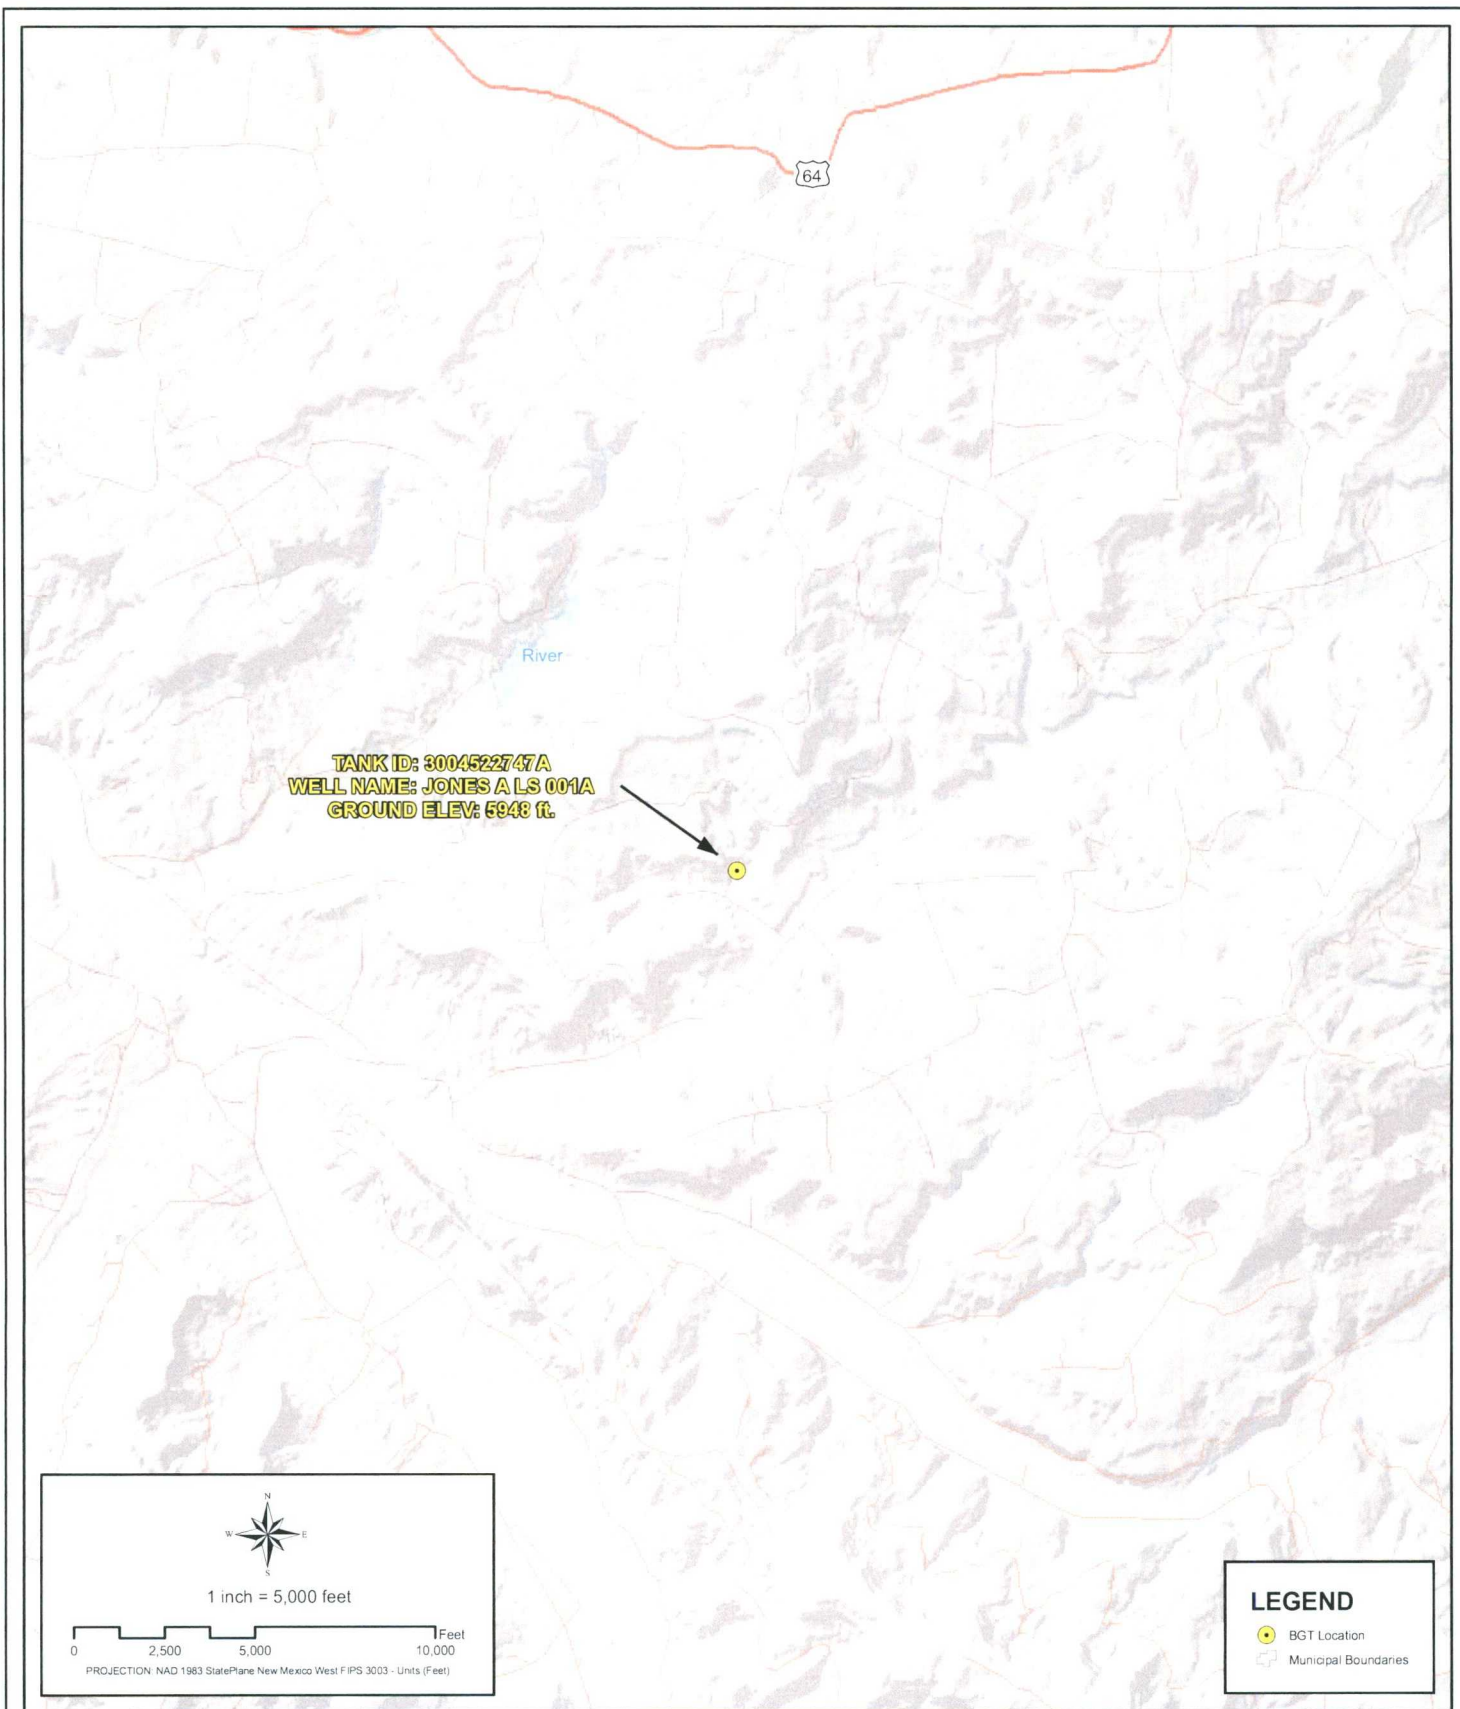 64
River
TANK ID: 3004522747A
WELL NAME: JONES A LS 001A
GROUND ELEV: 5948 ft.
N
W E
S
1 inch = 5,000 feet
Feet
0 2,500 5,000 10,000
PROJECTION: NAD 1983 StatePlane New Mexico West FIPS 3003 - Units (Feet)
LEGEND
BGT Location
Municipal Boundaries